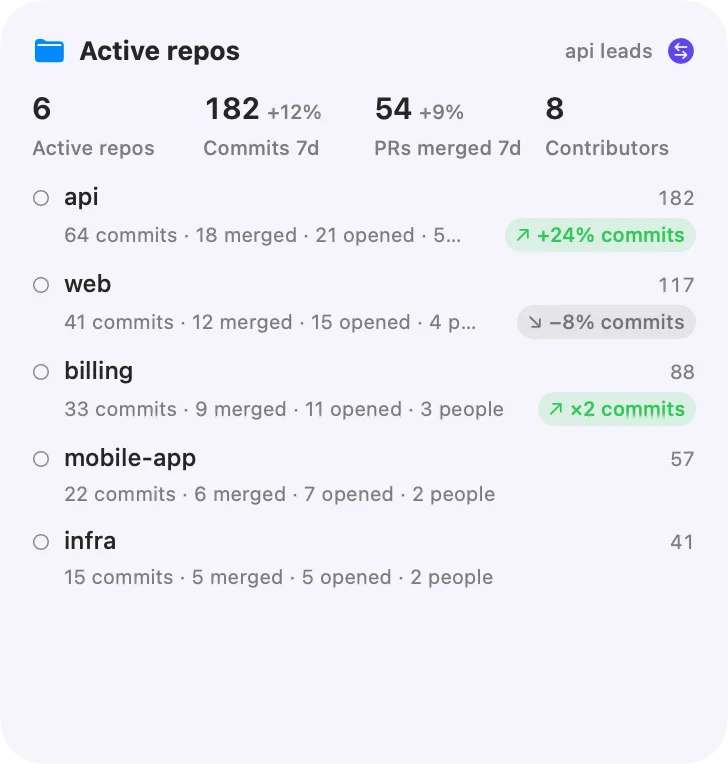 Active repos api leads
6 182 +12% 54 +9% 8
Active repos Commits 7d PRs merged 7d Contributors
api 182
64 commits · 18 merged · 21 opened · 5… ↗ +24% commits
web 117
41 commits · 12 merged · 15 opened · 4 p… ↘ −8% commits
billing 88
33 commits · 9 merged · 11 opened · 3 people ↗ ×2 commits
mobile-app 57
22 commits · 6 merged · 7 opened · 2 people
infra 41
15 commits · 5 merged · 5 opened · 2 people